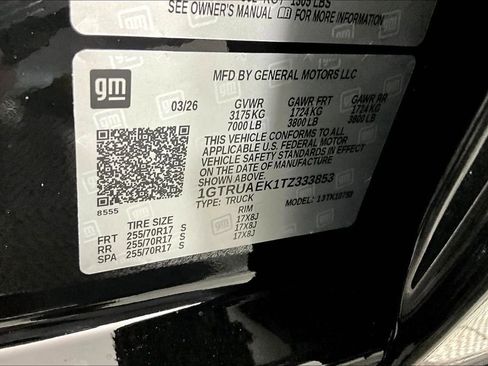 SEE OWNER'S MANUAL gm FOR MORE INFORMATION
gm
MFD BY GENERAL MOTORS LLC
03/26 GVWR GAWR FRT GAWR RR
3175 KG 1724 KG 1724 KG
7000 LB 3800 LB 3800 LB
THIS VEHICLE CONFORMS TO ALL
APPLICABLE U.S. FEDERAL MOTOR
VEHICLE SAFETY STANDARDS IN EFFECT
ON THE DATE OF MANUFACTURE
SHOWN ABOVE.
1GTRUAEK1TZ333853
TYPE: TRUCK MODEL:
8555
TIRE SIZE RIM
FRT 255/70R17 S 17X8J
RR 255/70R17 S 17X8J
SPA 255/70R17 S 17X8J